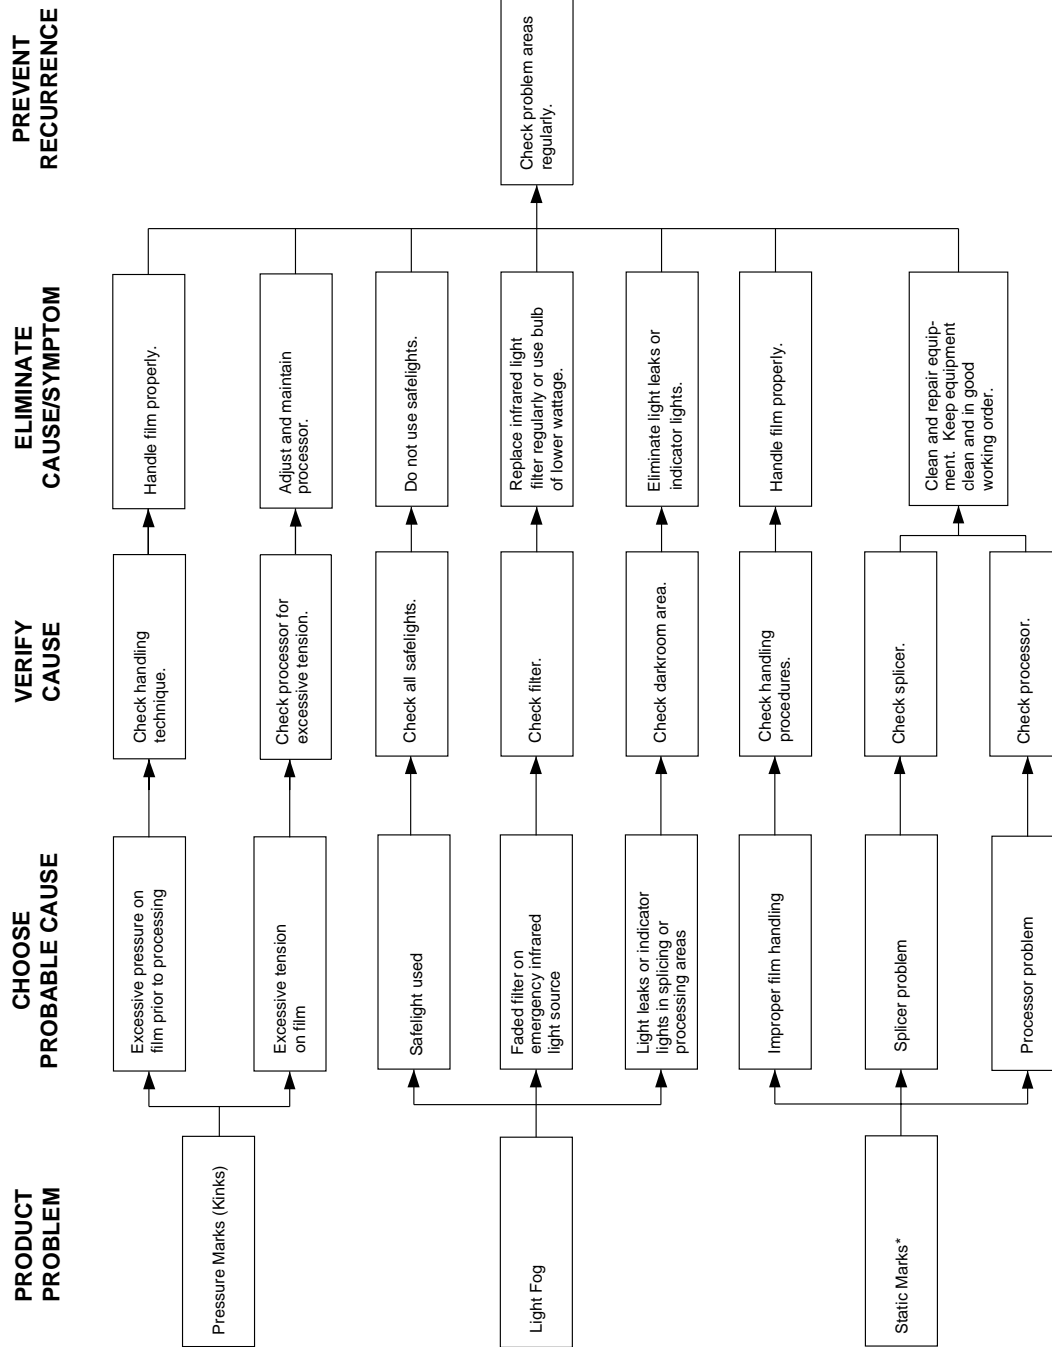 PRODUCT
PROBLEM
CHOOSE
PROBABLE CAUSE
VERIFY
CAUSE
ELIMINATE
CAUSE/SYMPTOM
PREVENT
RECURRENCE
Pressure Marks (Kinks)
Excessive pressure on
film prior to processing
Check handling
technique.
Handle film properly.
Excessive tension
on film
Check processor for
excessive tension.
Adjust and maintain
processor.
Light Fog
Safelight used
Check all safelights.
Do not use safelights.
Faded filter on
emergency infrared
light source
Check filter.
Replace infrared light
filter regularly or use bulb
of lower wattage.
Check problem areas
regularly.
Light leaks or indicator
lights in splicing or
processing areas
Check darkroom area.
Eliminate light leaks or
indicator lights.
Static Marks*
Improper film handling
Check handling
procedures.
Handle film properly.
Splicer problem
Check splicer.
Clean and repair equip-
ment. Keep equipment
clean and in good
working order.
Processor problem
Check processor.